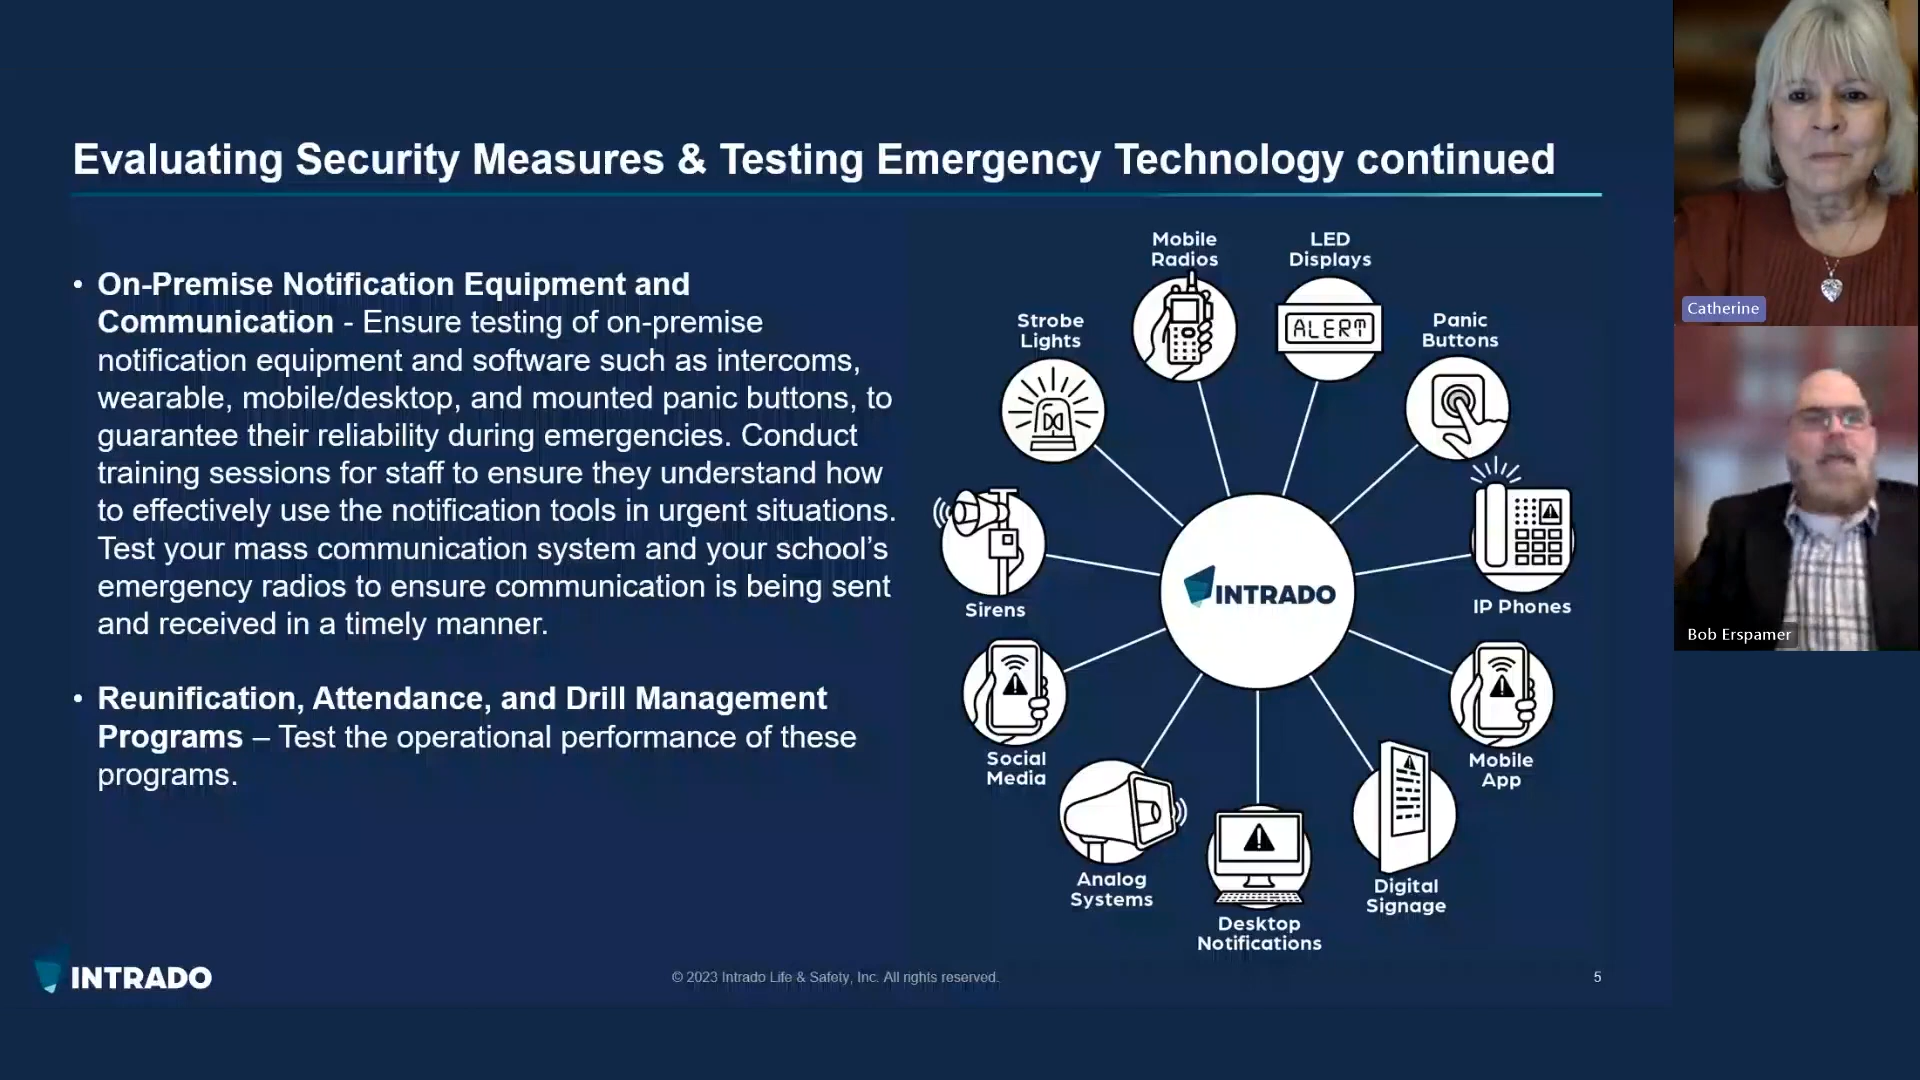 Evaluating Security Measures & Testing Emergency Technology continued
• On-Premise Notification Equipment and
Communication - Ensure testing of on-premise
notification equipment and software such as intercoms,
wearable, mobile/desktop, and mounted panic buttons, to
guarantee their reliability during emergencies. Conduct
training sessions for staff to ensure they understand how
to effectively use the notification tools in urgent situations.
Test your mass communication system and your school’s
emergency radios to ensure communication is being sent
and received in a timely manner.
• Reunification, Attendance, and Drill Management
Programs – Test the operational performance of these
programs.
Mobile
Radios
LED
Displays
ALERT
Strobe
Lights
Panic
Buttons
Sirens
INTRADO
IP Phones
Social
Media
Mobile
App
Analog
Systems
Desktop
Notifications
Digital
Signage
INTRADO
© 2023 Intrado Life & Safety, Inc. All rights reserved.
5
Catherine
Bob Erspamer